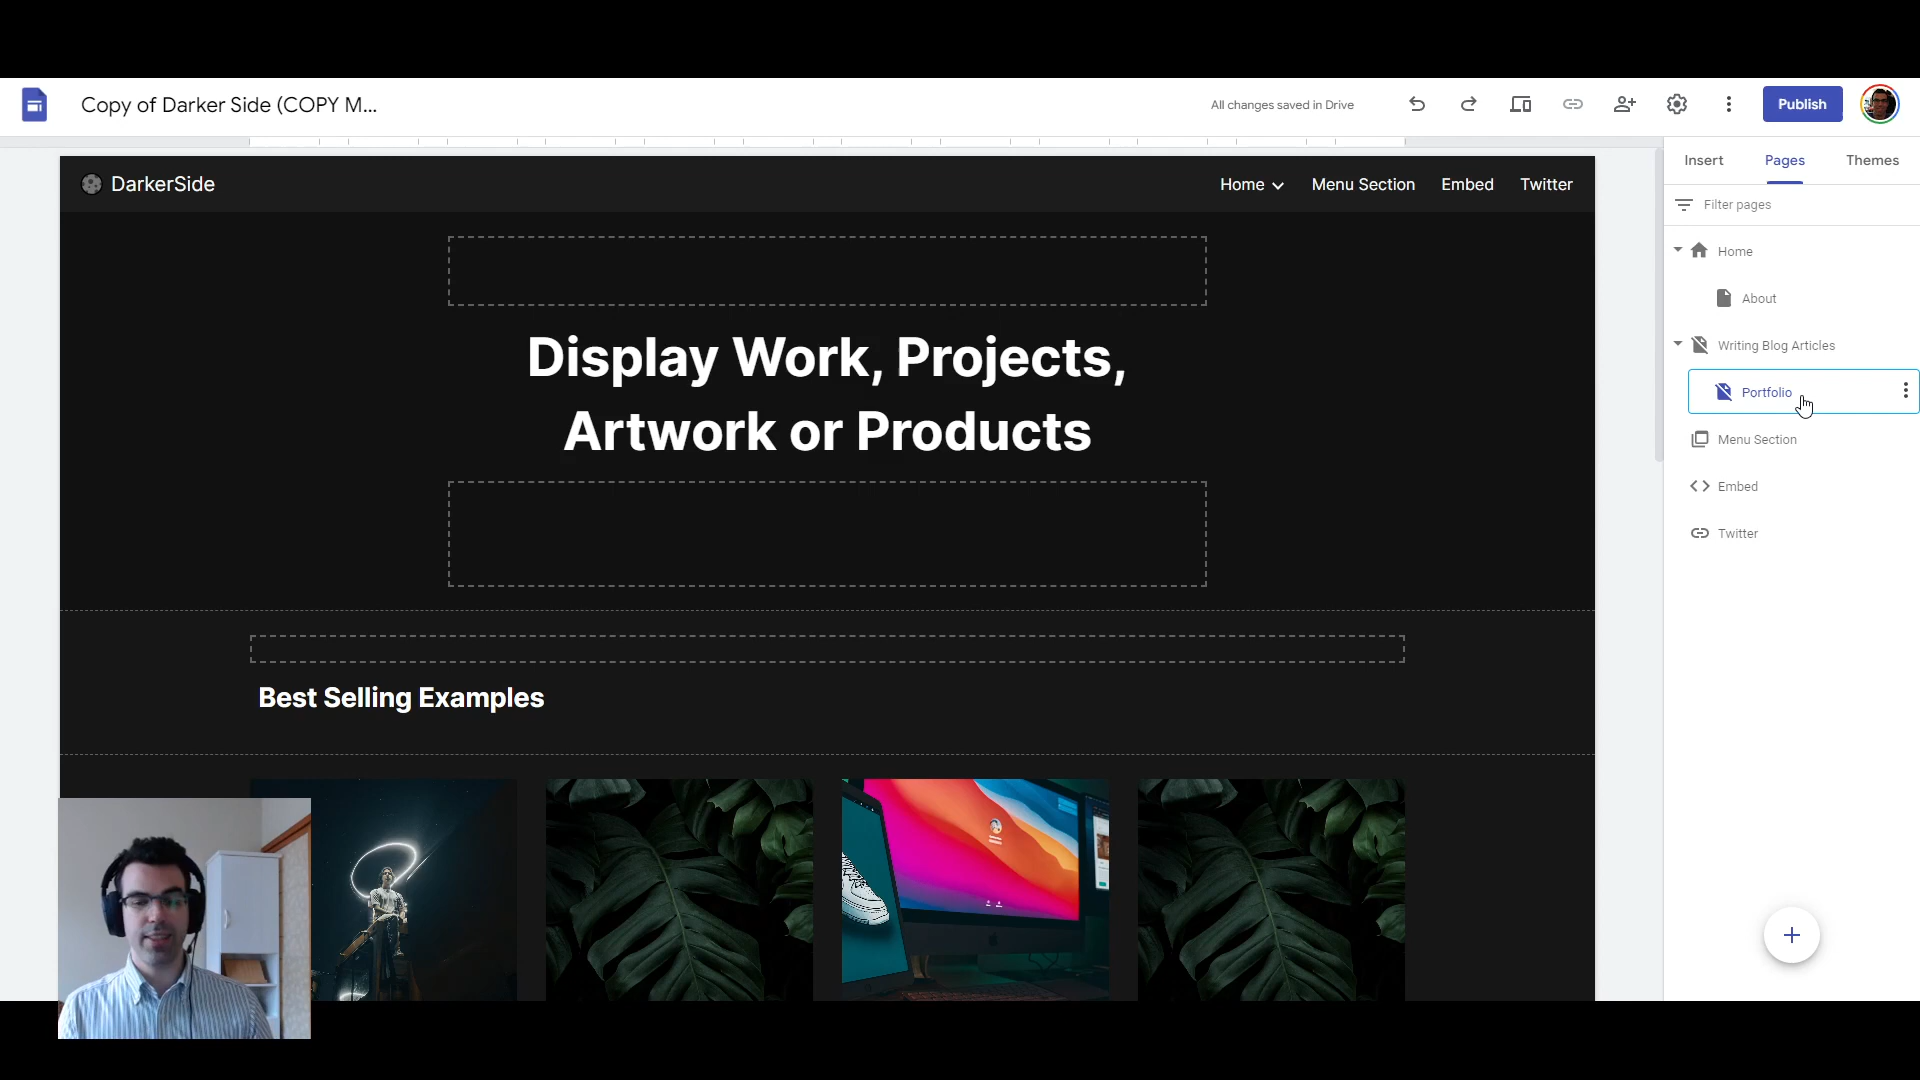 Copy of Darker Side (COPY M...
All changes saved in Drive
Publish
Insert
Pages
Themes
DarkerSide
Home
Menu Section
Embed
Twitter
Filter pages
Home
About
Writing Blog Articles
Portfolio
Menu Section
Embed
Twitter
Display Work, Projects,
Artwork or Products
Best Selling Examples